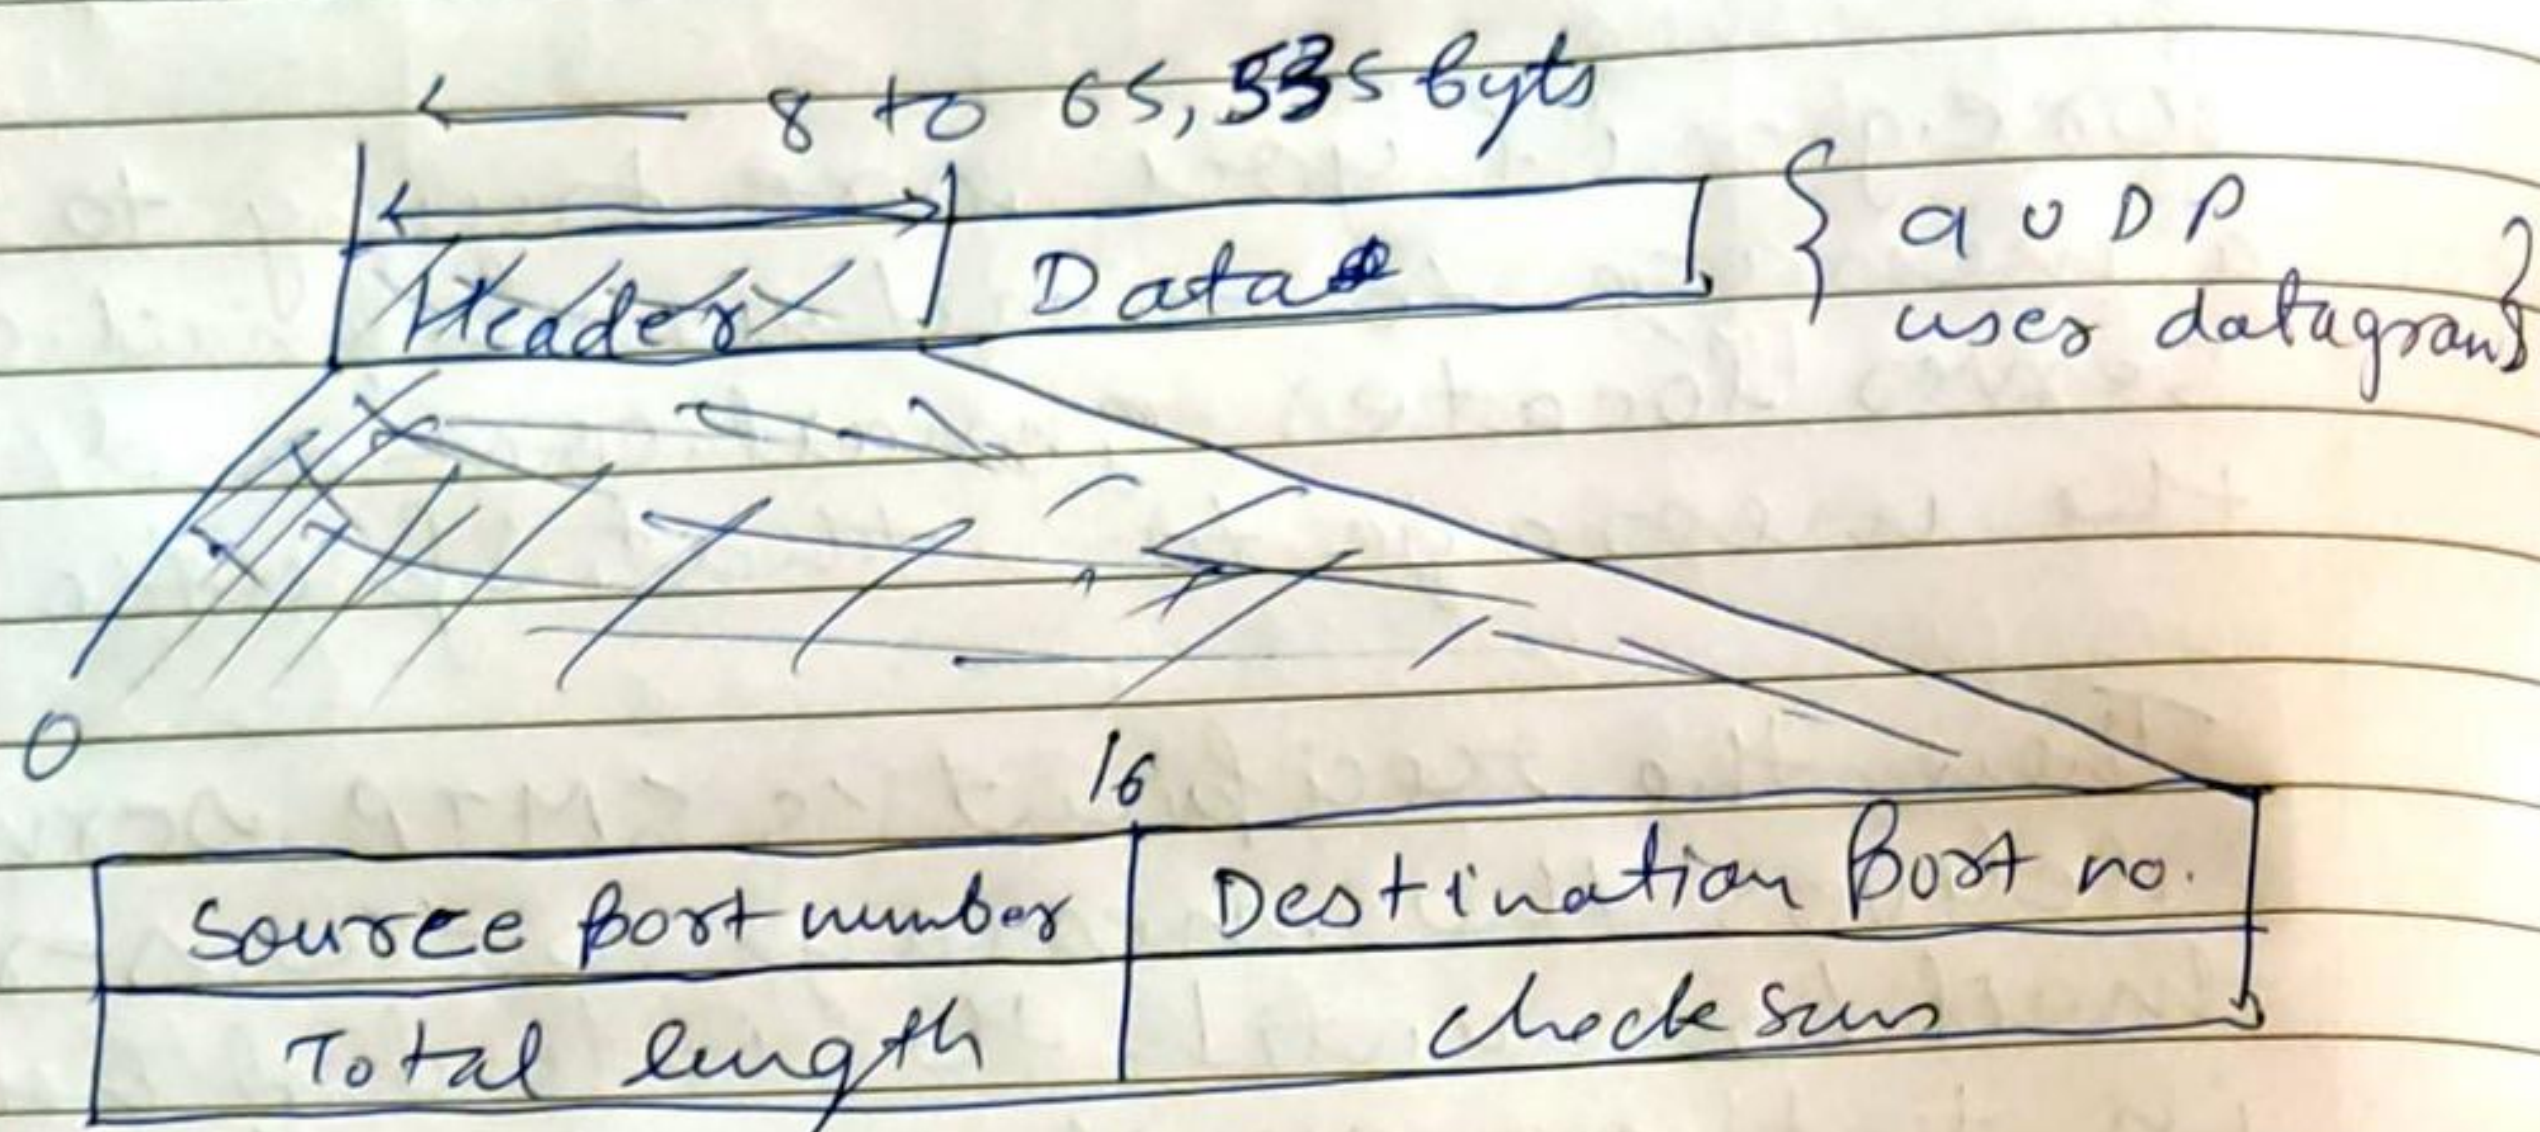 8 to 65,535 byts
Header Data { a UDP
user datagram}
0
16
Source port number Destination Port no.
Total length check sum